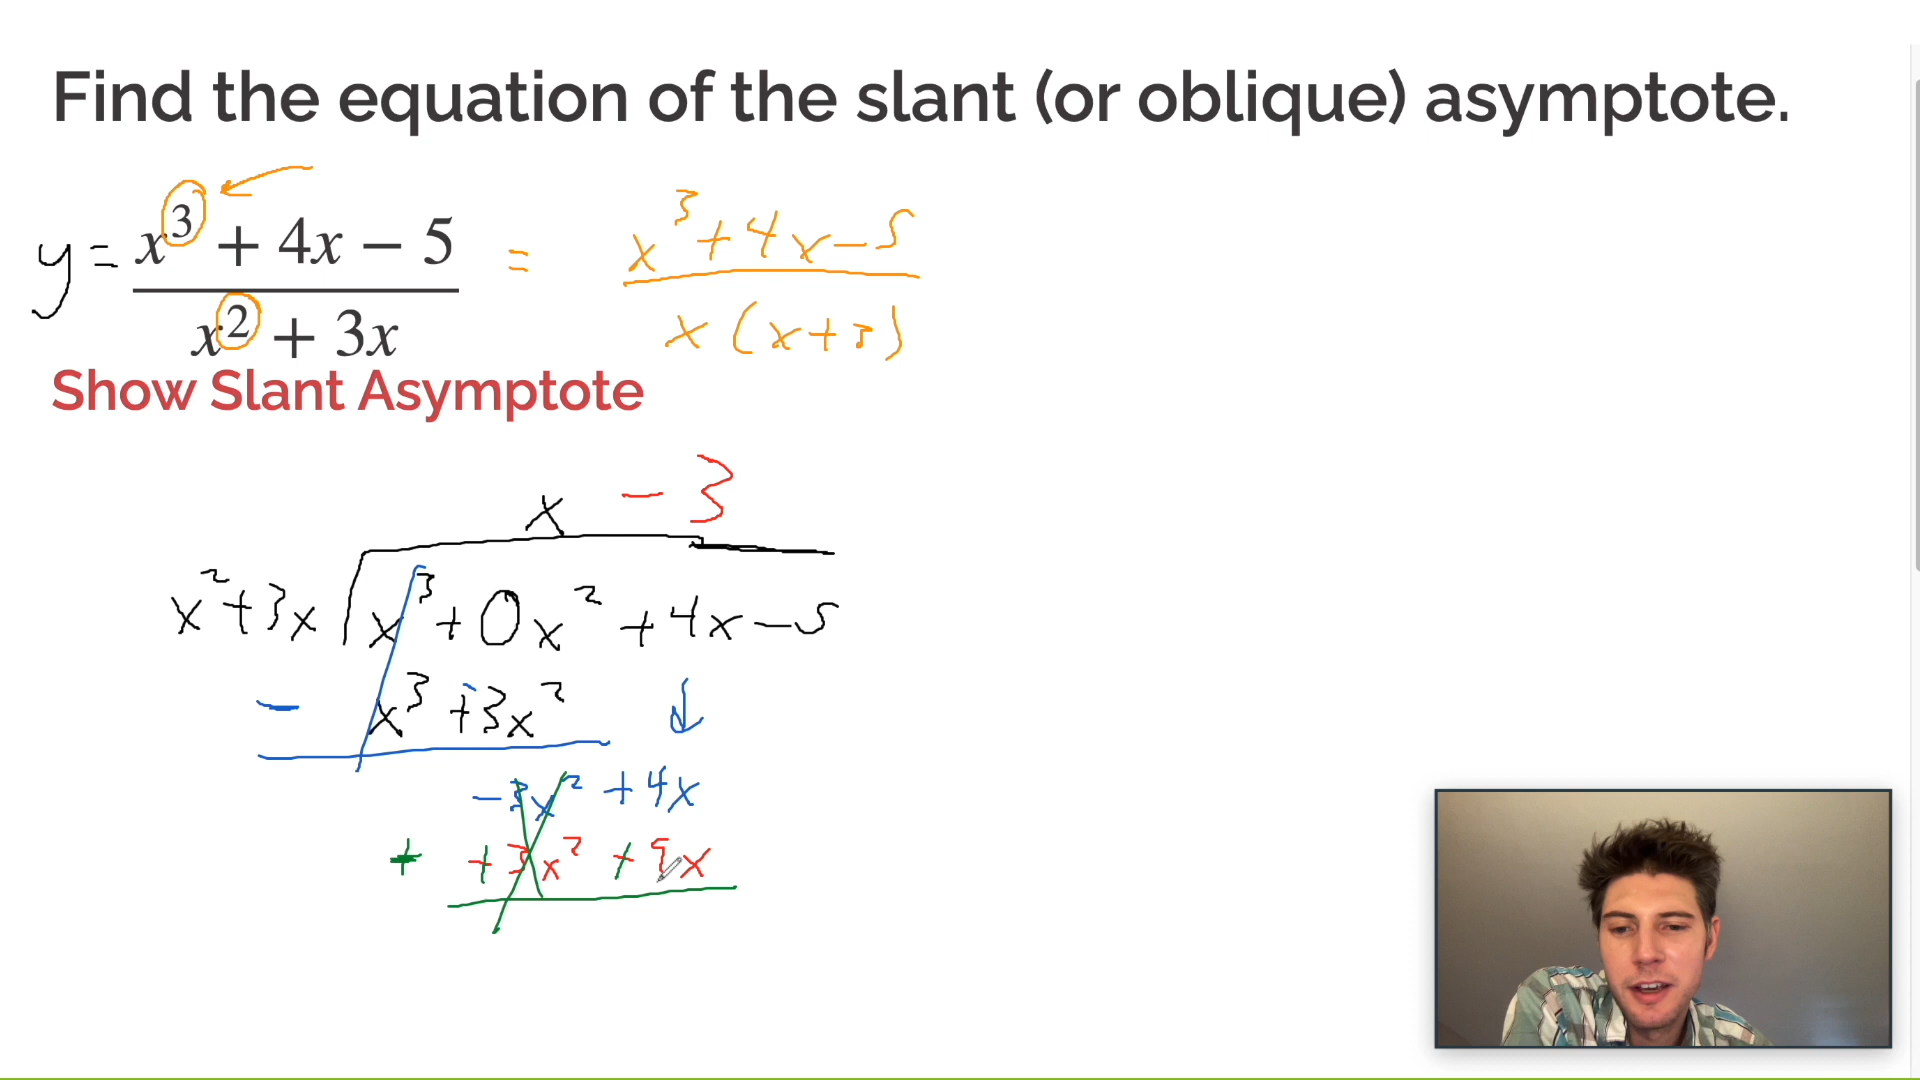 Find the equation of the slant (or oblique) asymptote.
y = x³ + 4x − 5 / x² + 3x = x³ + 4x − 5 / x (x + 3)
Show Slant Asymptote
x − 3
x² + 3x x³ + 0x² + 4x − 5
− x³ + 3x² ↓
− 3x² + 4x
+ + 3x² + 9x